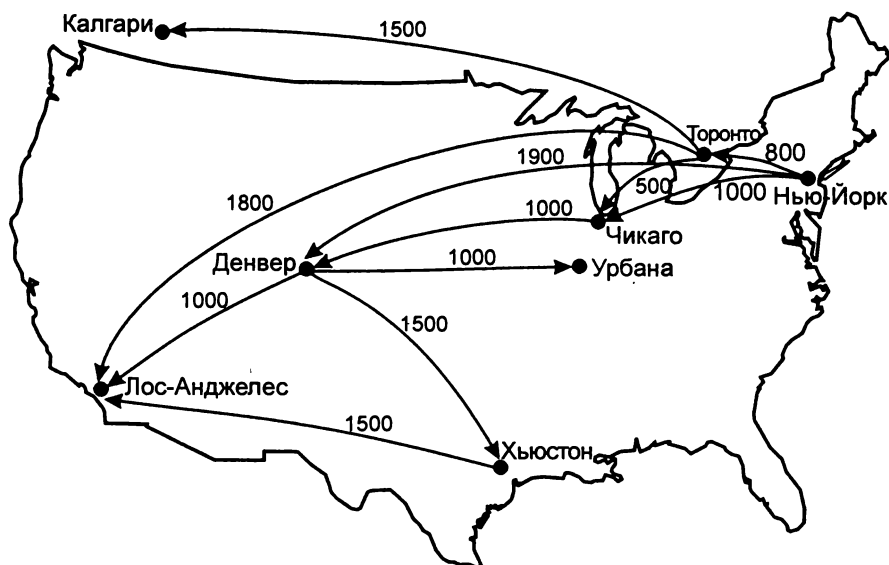 Калгари
1500
Торонто
800
1900
500
1000
Нью-Йорк
1800
1000
Чикаго
Денвер
1000
Урбана
1000
1500
Лос-Анджелес
1500
Хьюстон